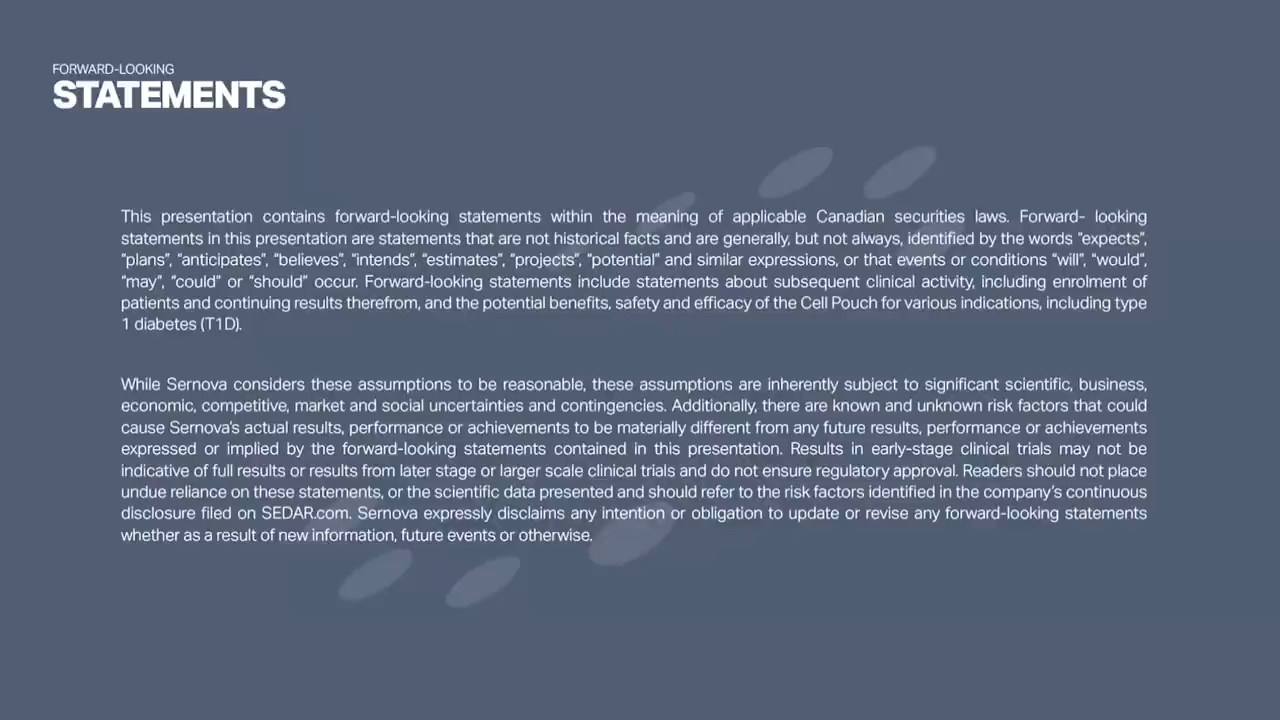 FORWARD-LOOKING
STATEMENTS
This presentation contains forward-looking statements within the meaning of applicable Canadian securities laws. Forward- looking
statements in this presentation are statements that are not historical facts and are generally, but not always, identified by the words “expects”,
“plans”, “anticipates”, “believes”, “intends”, “estimates”, “projects”, “potential” and similar expressions, or that events or conditions “will”, “would”,
“may”, “could” or “should” occur. Forward-looking statements include statements about subsequent clinical activity, including enrolment of
patients and continuing results therefrom, and the potential benefits, safety and efficacy of the Cell Pouch for various indications, including type
1 diabetes (T1D).
While Sernova considers these assumptions to be reasonable, these assumptions are inherently subject to significant scientific, business,
economic, competitive, market and social uncertainties and contingencies. Additionally, there are known and unknown risk factors that could
cause Sernova's actual results, performance or achievements to be materially different from any future results, performance or achievements
expressed or implied by the forward-looking statements contained in this presentation. Results in early-stage clinical trials may not be
indicative of full results or results from later stage or larger scale clinical trials and do not ensure regulatory approval. Readers should not place
undue reliance on these statements, or the scientific data presented and should refer to the risk factors identified in the company's continuous
disclosure filed on SEDAR.com. Sernova expressly disclaims any intention or obligation to update or revise any forward-looking statements
whether as a result of new information, future events or otherwise.